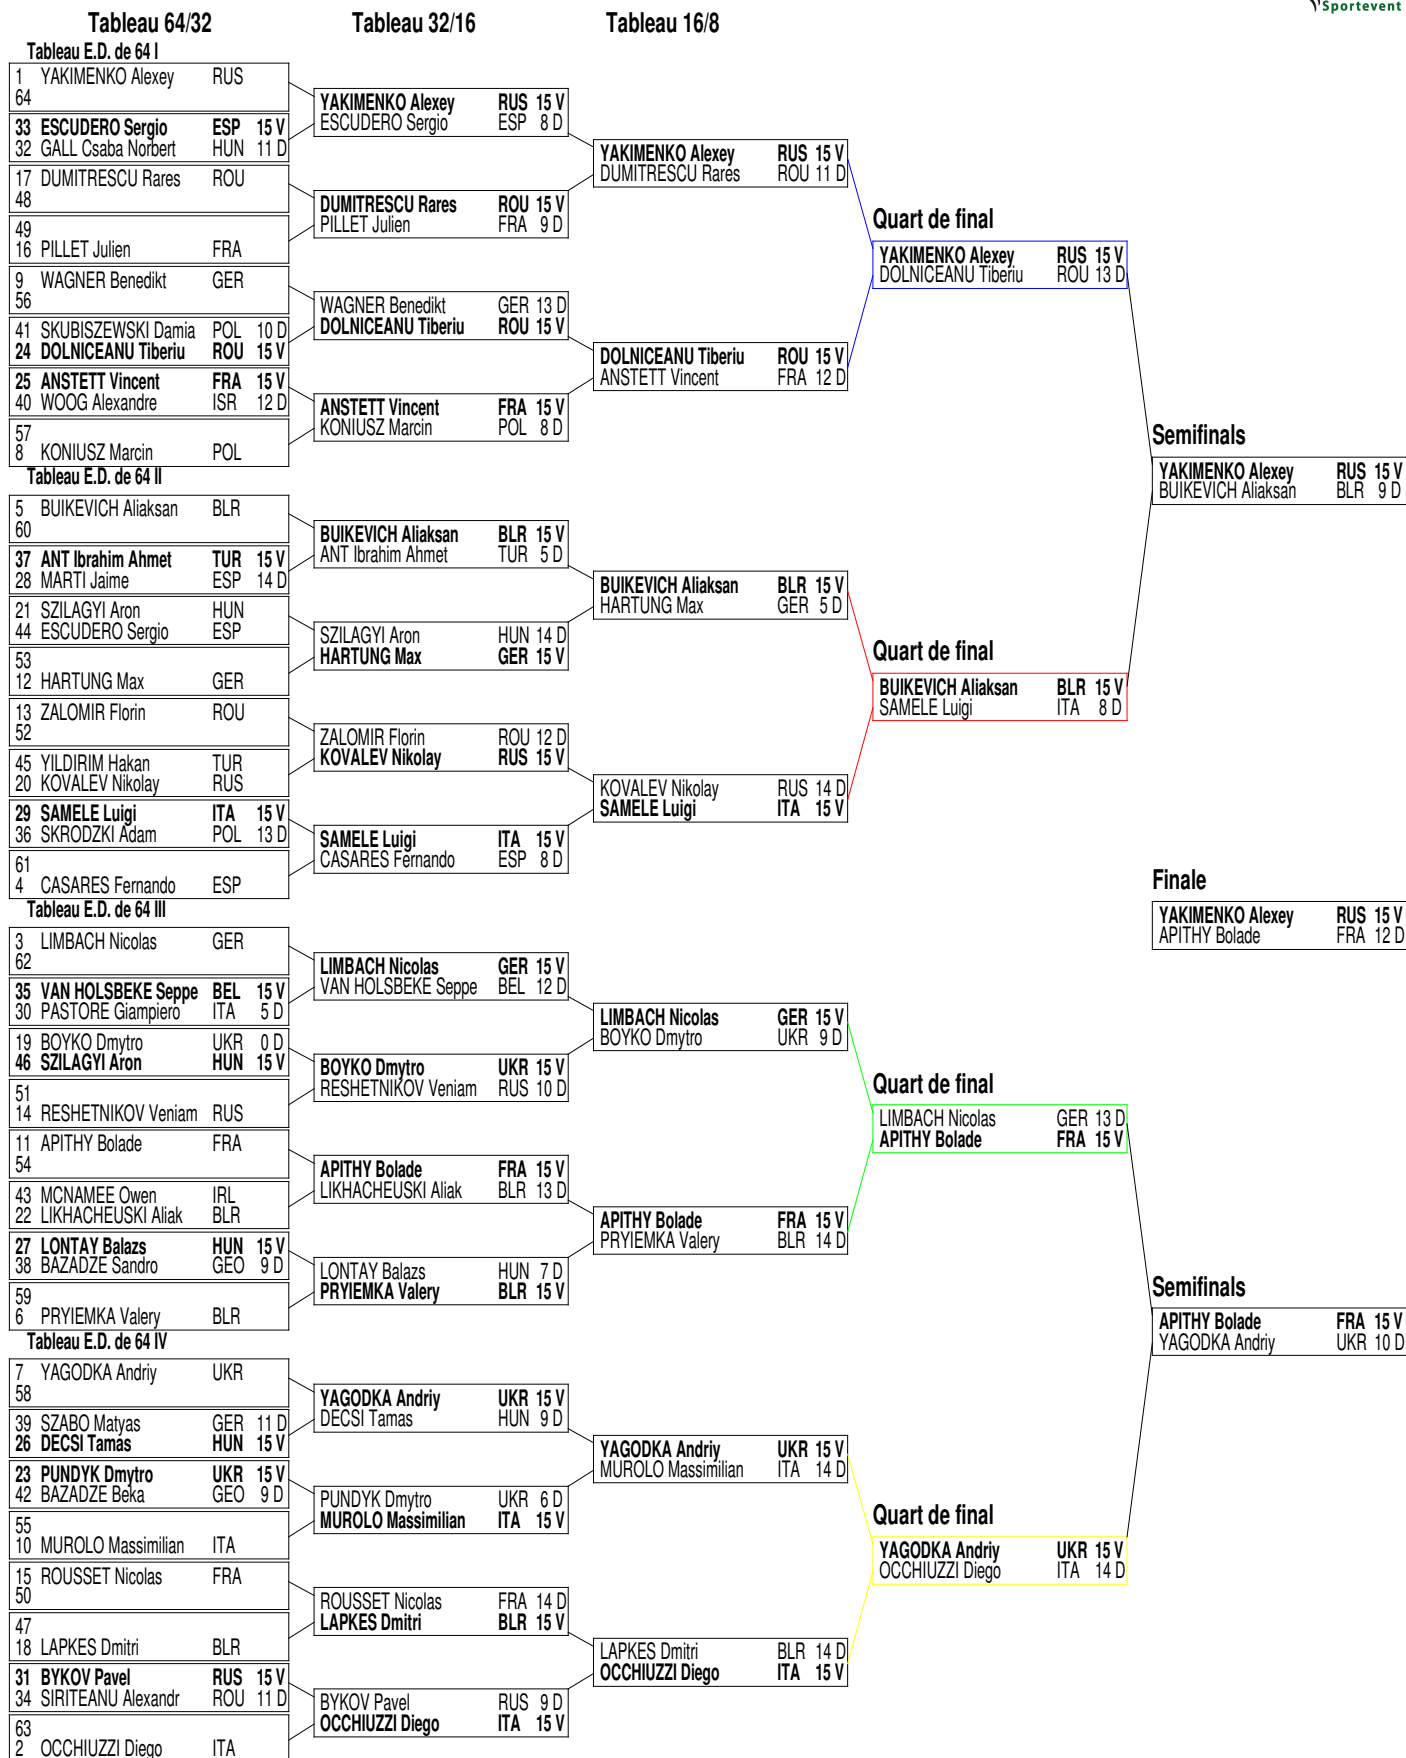 Sportevent
Tableau 64/32 Tableau 32/16 Tableau 16/8
Tableau E.D. de 64 I
1 YAKIMENKO Alexey RUS
64
33 ESCUDERO Sergio ESP 15 V
32 GALL Csaba Norbert HUN 11 D
17 DUMITRESCU Rares ROU
48
49
16 PILLET Julien FRA
9 WAGNER Benedikt GER
56
41 SKUBISZEWSKI Damia POL 10 D
24 DOLNICEANU Tiberiu ROU 15 V
25 ANSTETT Vincent FRA 15 V
40 WOOG Alexandre ISR 12 D
57
8 KONIUSZ Marcin POL
Tableau E.D. de 64 II
5 BUIKEVICH Aliaksan BLR
60
37 ANT Ibrahim Ahmet TUR 15 V
28 MARTI Jaime ESP 14 D
21 SZILAGYI Aron HUN
44 ESCUDERO Sergio ESP
53
12 HARTUNG Max GER
13 ZALOMIR Florin ROU
52
45 YILDIRIM Hakan TUR
20 KOVALEV Nikolay RUS
29 SAMELE Luigi ITA 15 V
36 SKRODZKI Adam POL 13 D
61
4 CASARES Fernando ESP
Tableau E.D. de 64 III
3 LIMBACH Nicolas GER
62
35 VAN HOLSBEKE Seppe BEL 15 V
30 PASTORE Giampiero ITA 5 D
19 BOYKO Dmytro UKR 0 D
46 SZILAGYI Aron HUN 15 V
51
14 RESHETNIKOV Veniam RUS
11 APITHY Bolade FRA
54
43 MCNAMEE Owen IRL
22 LIKHACHEUSKI Aliak BLR
27 LONTAY Balazs HUN 15 V
38 BAZADZE Sandro GEO 9 D
59
6 PRYIEMKA Valery BLR
Tableau E.D. de 64 IV
7 YAGODKA Andriy UKR
58
39 SZABO Matyas GER 11 D
26 DECSI Tamas HUN 15 V
23 PUNDYK Dmytro UKR 15 V
42 BAZADZE Beka GEO 9 D
55
10 MUROLO Massimilian ITA
15 ROUSSET Nicolas FRA
50
47
18 LAPKES Dmitri BLR
31 BYKOV Pavel RUS 15 V
34 SIRITEANU Alexandr ROU 11 D
63
2 OCCHIUZZI Diego ITA
YAKIMENKO Alexey RUS 15 V
ESCUDERO Sergio ESP 8 D
DUMITRESCU Rares ROU 15 V
PILLET Julien FRA 9 D
WAGNER Benedikt GER 13 D
DOLNICEANU Tiberiu ROU 15 V
ANSTETT Vincent FRA 15 V
KONIUSZ Marcin POL 8 D
BUIKEVICH Aliaksan BLR 15 V
ANT Ibrahim Ahmet TUR 5 D
SZILAGYI Aron HUN 14 D
HARTUNG Max GER 15 V
ZALOMIR Florin ROU 12 D
KOVALEV Nikolay RUS 15 V
SAMELE Luigi ITA 15 V
CASARES Fernando ESP 8 D
LIMBACH Nicolas GER 15 V
VAN HOLSBEKE Seppe BEL 12 D
BOYKO Dmytro UKR 15 V
RESHETNIKOV Veniam RUS 10 D
APITHY Bolade FRA 15 V
LIKHACHEUSKI Aliak BLR 13 D
LONTAY Balazs HUN 7 D
PRYIEMKA Valery BLR 15 V
YAGODKA Andriy UKR 15 V
DECSI Tamas HUN 9 D
PUNDYK Dmytro UKR 6 D
MUROLO Massimilian ITA 15 V
ROUSSET Nicolas FRA 14 D
LAPKES Dmitri BLR 15 V
BYKOV Pavel RUS 9 D
OCCHIUZZI Diego ITA 15 V
YAKIMENKO Alexey RUS 15 V
DUMITRESCU Rares ROU 11 D
DOLNICEANU Tiberiu ROU 15 V
ANSTETT Vincent FRA 12 D
BUIKEVICH Aliaksan BLR 15 V
HARTUNG Max GER 5 D
KOVALEV Nikolay RUS 14 D
SAMELE Luigi ITA 15 V
LIMBACH Nicolas GER 15 V
BOYKO Dmytro UKR 9 D
APITHY Bolade FRA 15 V
PRYIEMKA Valery BLR 14 D
YAGODKA Andriy UKR 15 V
MUROLO Massimilian ITA 14 D
LAPKES Dmitri BLR 14 D
OCCHIUZZI Diego ITA 15 V
Quart de final
YAKIMENKO Alexey RUS 15 V
DOLNICEANU Tiberiu ROU 13 D
Quart de final
BUIKEVICH Aliaksan BLR 15 V
SAMELE Luigi ITA 8 D
Quart de final
LIMBACH Nicolas GER 13 D
APITHY Bolade FRA 15 V
Quart de final
YAGODKA Andriy UKR 15 V
OCCHIUZZI Diego ITA 14 D
Semifinals
YAKIMENKO Alexey RUS 15 V
BUIKEVICH Aliaksan BLR 9 D
Finale
YAKIMENKO Alexey RUS 15 V
APITHY Bolade FRA 12 D
Semifinals
APITHY Bolade FRA 15 V
YAGODKA Andriy UKR 10 D